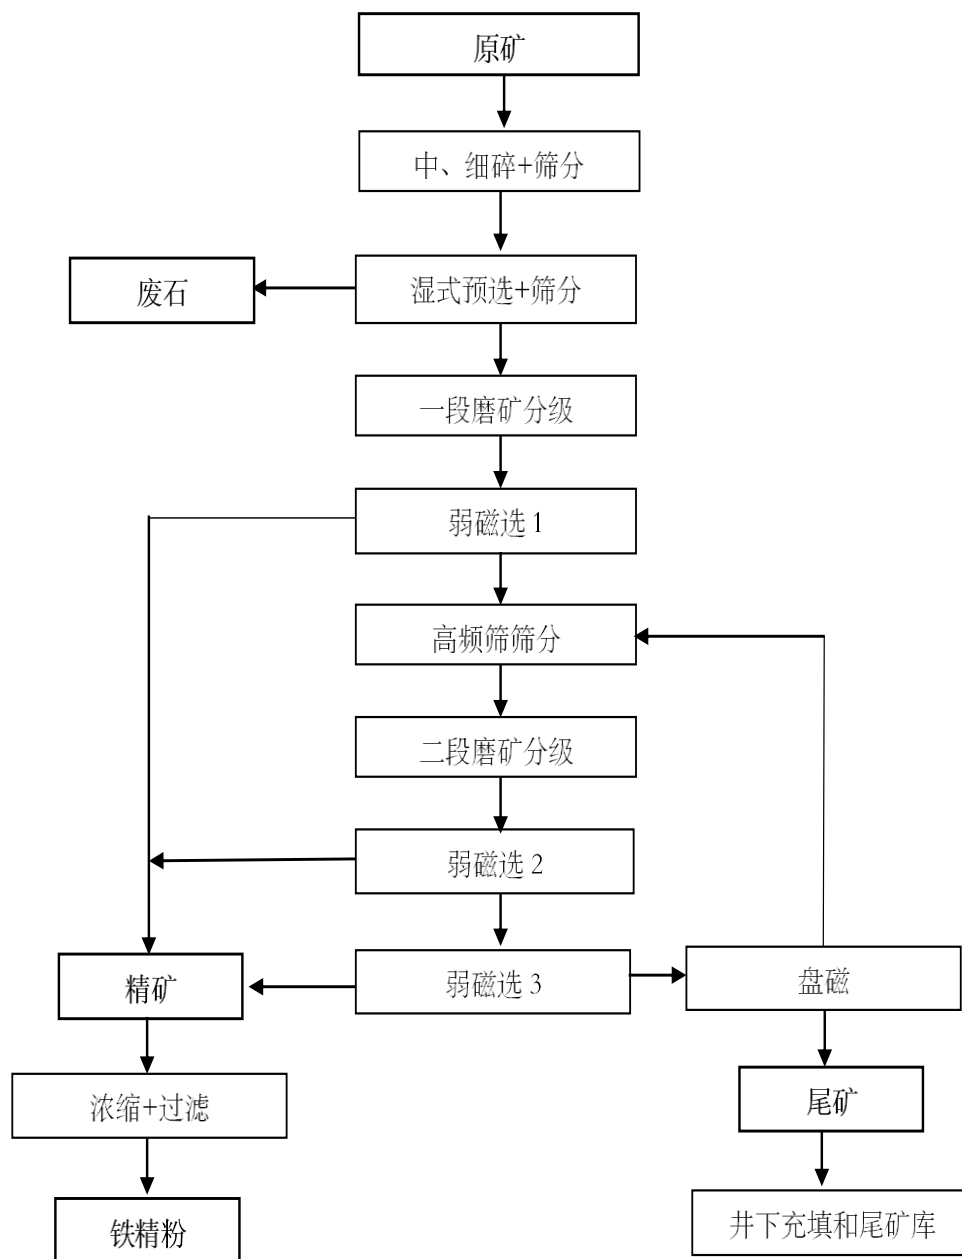 原矿
中、细碎+筛分
废石
湿式预选+筛分
一段磨矿分级
弱磁选 1
高频筛筛分
二段磨矿分级
弱磁选 2
精矿
弱磁选 3
盘磁
浓缩+过滤
尾矿
铁精粉
井下充填和尾矿库